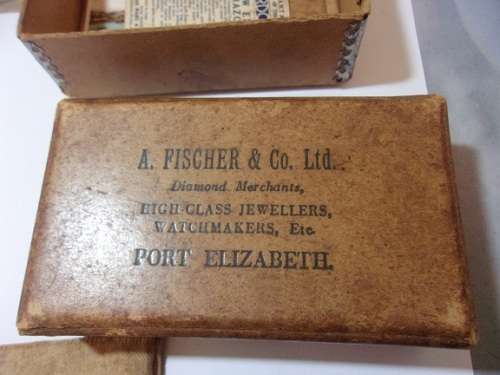 A. FISCHER & Co. Ltd.
Diamond Merchants,
HIGH-CLASS JEWELLERS,
WATCHMAKERS, Etc.
PORT ELIZABETH.